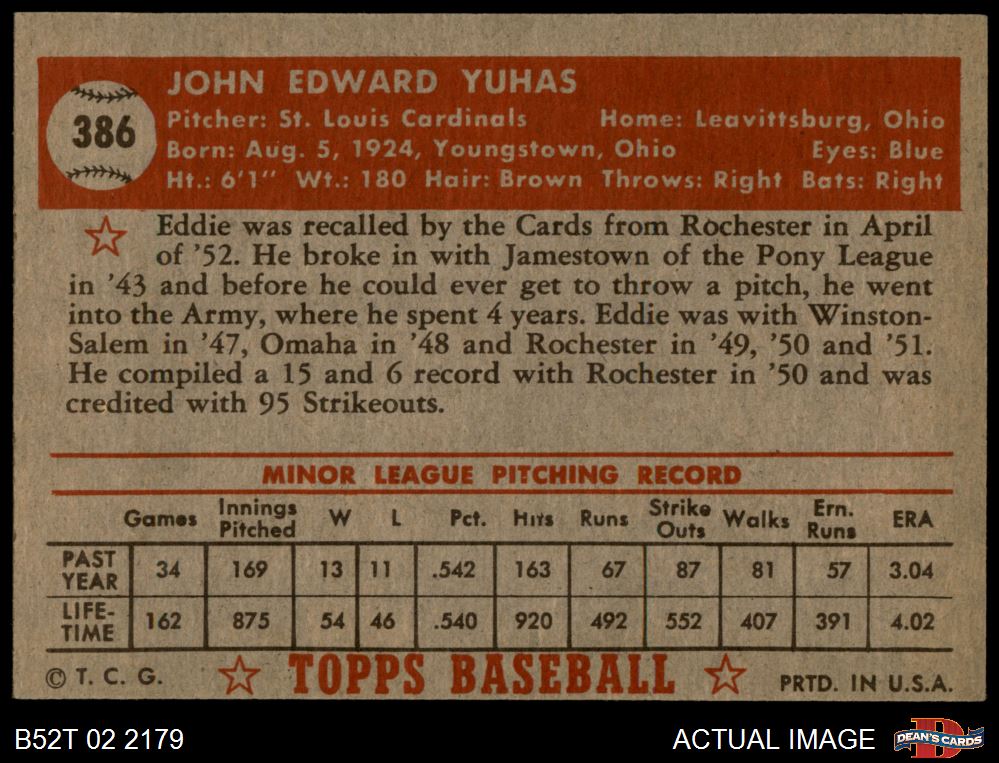 386
JOHN EDWARD YUHAS
Pitcher: St. Louis Cardinals Home: Leavittsburg, Ohio
Born: Aug. 5, 1924, Youngstown, Ohio Eyes: Blue
Ht.: 6'1" Wt.: 180 Hair: Brown Throws: Right Bats: Right
Eddie was recalled by the Cards from Rochester in April
of '52. He broke in with Jamestown of the Pony League
in '43 and before he could ever get to throw a pitch, he went
into the Army, where he spent 4 years. Eddie was with Winston-
Salem in '47, Omaha in '48 and Rochester in '49, '50 and '51.
He compiled a 15 and 6 record with Rochester in '50 and was
credited with 95 Strikeouts.
MINOR LEAGUE PITCHING RECORD
Games Innings Pitched W L Pct. Hits Runs Strike Outs Walks Ern. Runs ERA
PAST YEAR 34 169 13 11 .542 163 67 87 81 57 3.04
LIFE-TIME 162 875 54 46 .540 920 492 552 407 391 4.02
© T. C. G. TOPPS BASEBALL PRTD. IN U.S.A.
B52T 02 2179 ACTUAL IMAGE DEAN'S CARDS